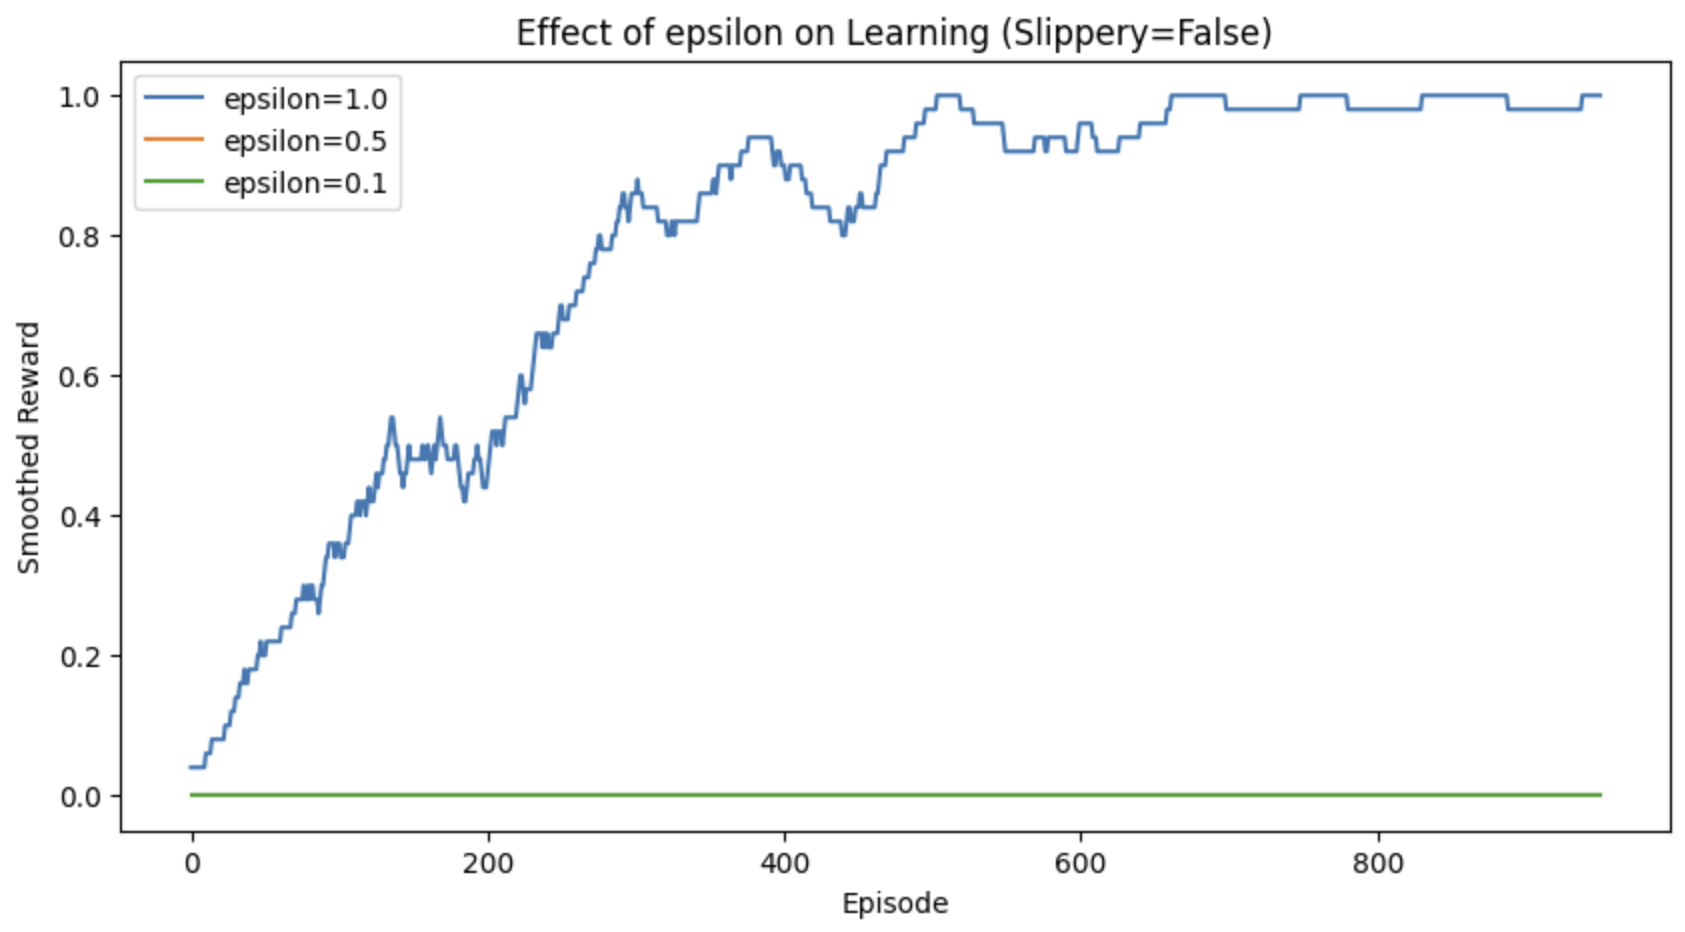 Effect of epsilon on Learning (Slippery=False)
epsilon=1.0
epsilon=0.5
epsilon=0.1
Smoothed Reward
1.0
0.8
0.6
0.4
0.2
0.0
0 200 400 600 800
Episode